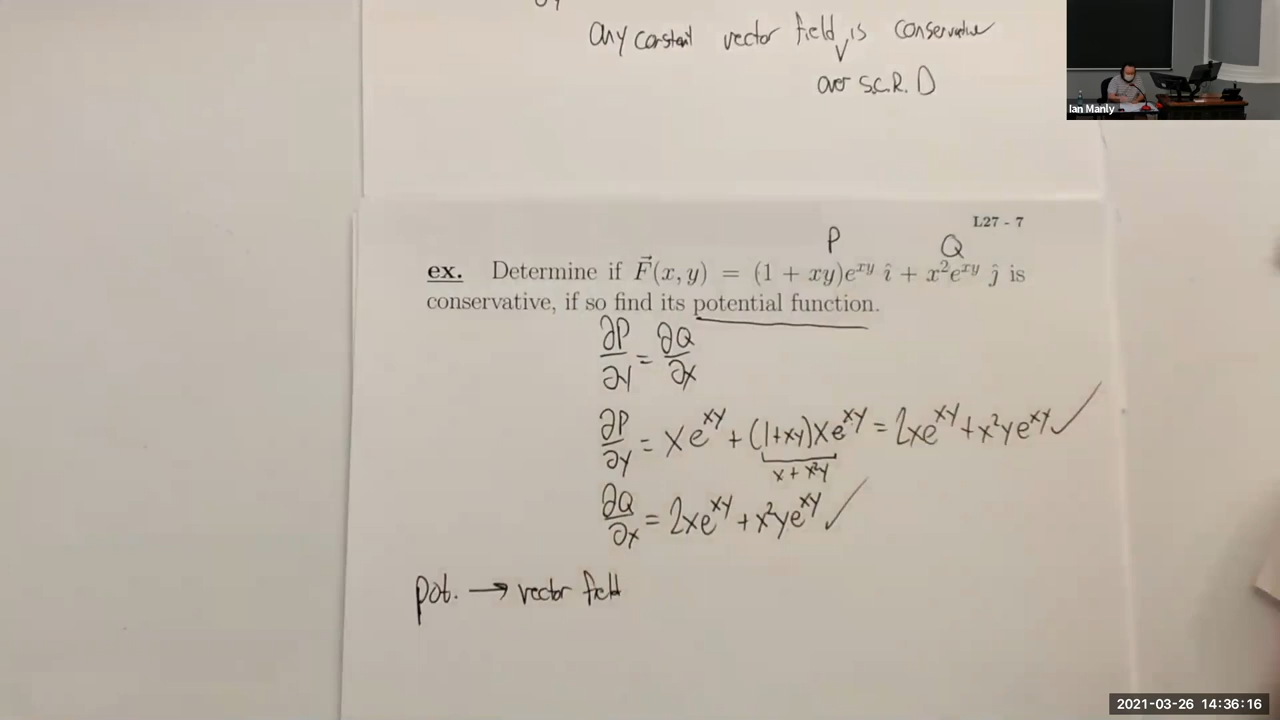 any constant vector field is conservative
over S.C.R. D
Ian Manly
L27 - 7
P Q
ex. Determine if F⃗(x, y) = (1 + xy)e^{xy} î + x²e^{xy} ĵ is
conservative, if so find its potential function.
∂P/∂y = ∂Q/∂x
∂P/∂y = xe^{xy} + (1+xy)xe^{xy} = 2xe^{xy} + x²ye^{xy} ✓
x + x²y
∂Q/∂x = 2xe^{xy} + x²ye^{xy} ✓
pot. → vector field
2021-03-26 14:36:16